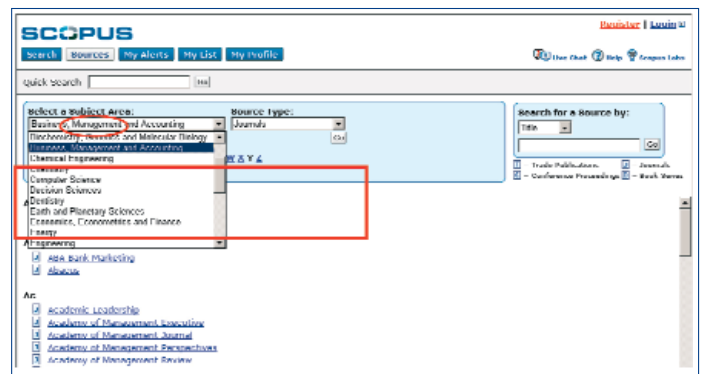 Register | Login
SCOPUS
Search Sources My Alerts My List My Profile
Live Chat Help Scopus Labs
Quick Search Go
Select a Subject Area: Source Type:
Business, Management and Accounting Journals
Biochemistry, Genetics and Molecular Biology Go
Business, Management and Accounting
Chemical Engineering W X Y Z
Chemistry
Computer Science
Decision Sciences
Dentistry
Earth and Planetary Sciences
Economics, Econometrics and Finance
Energy
Engineering
Search for a Source by:
Title
Go
Trade Publications Journals
– Conference Proceedings – Book Series
ABA Bank Marketing
Abacus
Ac
Academic Leadership
Academy of Management Executive
Academy of Management Journal
Academy of Management Perspectives
Academy of Management Review